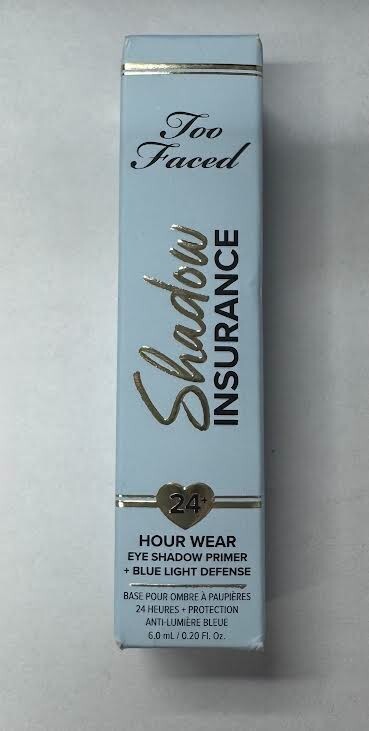 Too
Faced
Shadow
INSURANCE
24+
HOUR WEAR
EYE SHADOW PRIMER
+ BLUE LIGHT DEFENSE
BASE POUR OMBRE À PAUPIÈRES
24 HEURES + PROTECTION
ANTI-LUMIÈRE BLEUE
6.0 mL / 0.20 Fl. Oz.